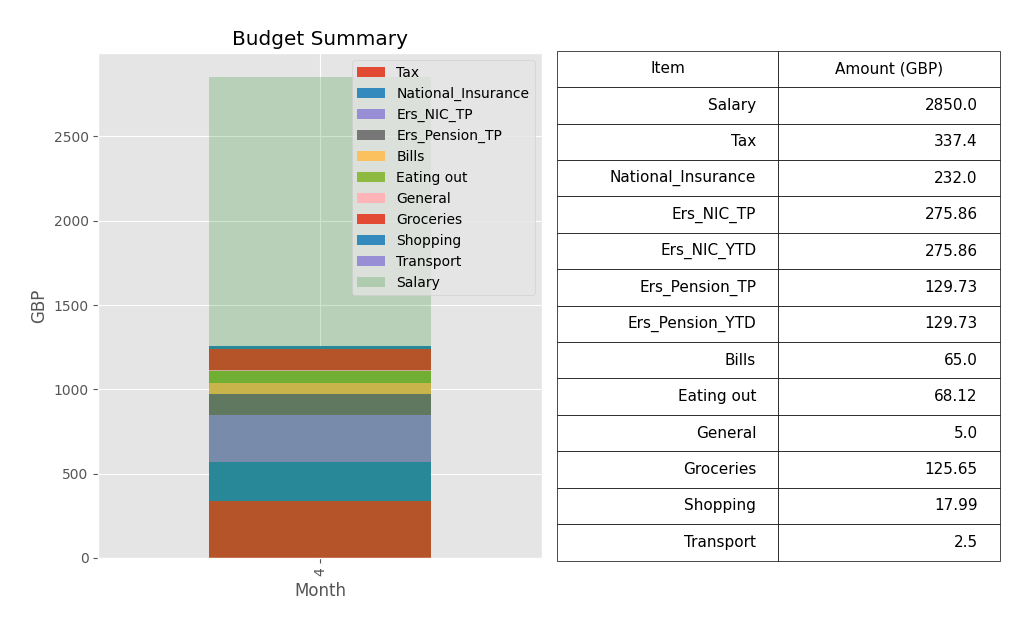 Budget Summary
GBP
2500
2000
1500
1000
500
0
4
Month
Tax
National_Insurance
Ers_NIC_TP
Ers_Pension_TP
Bills
Eating out
General
Groceries
Shopping
Transport
Salary
Item Amount (GBP)
Salary 2850.0
Tax 337.4
National_Insurance 232.0
Ers_NIC_TP 275.86
Ers_NIC_YTD 275.86
Ers_Pension_TP 129.73
Ers_Pension_YTD 129.73
Bills 65.0
Eating out 68.12
General 5.0
Groceries 125.65
Shopping 17.99
Transport 2.5